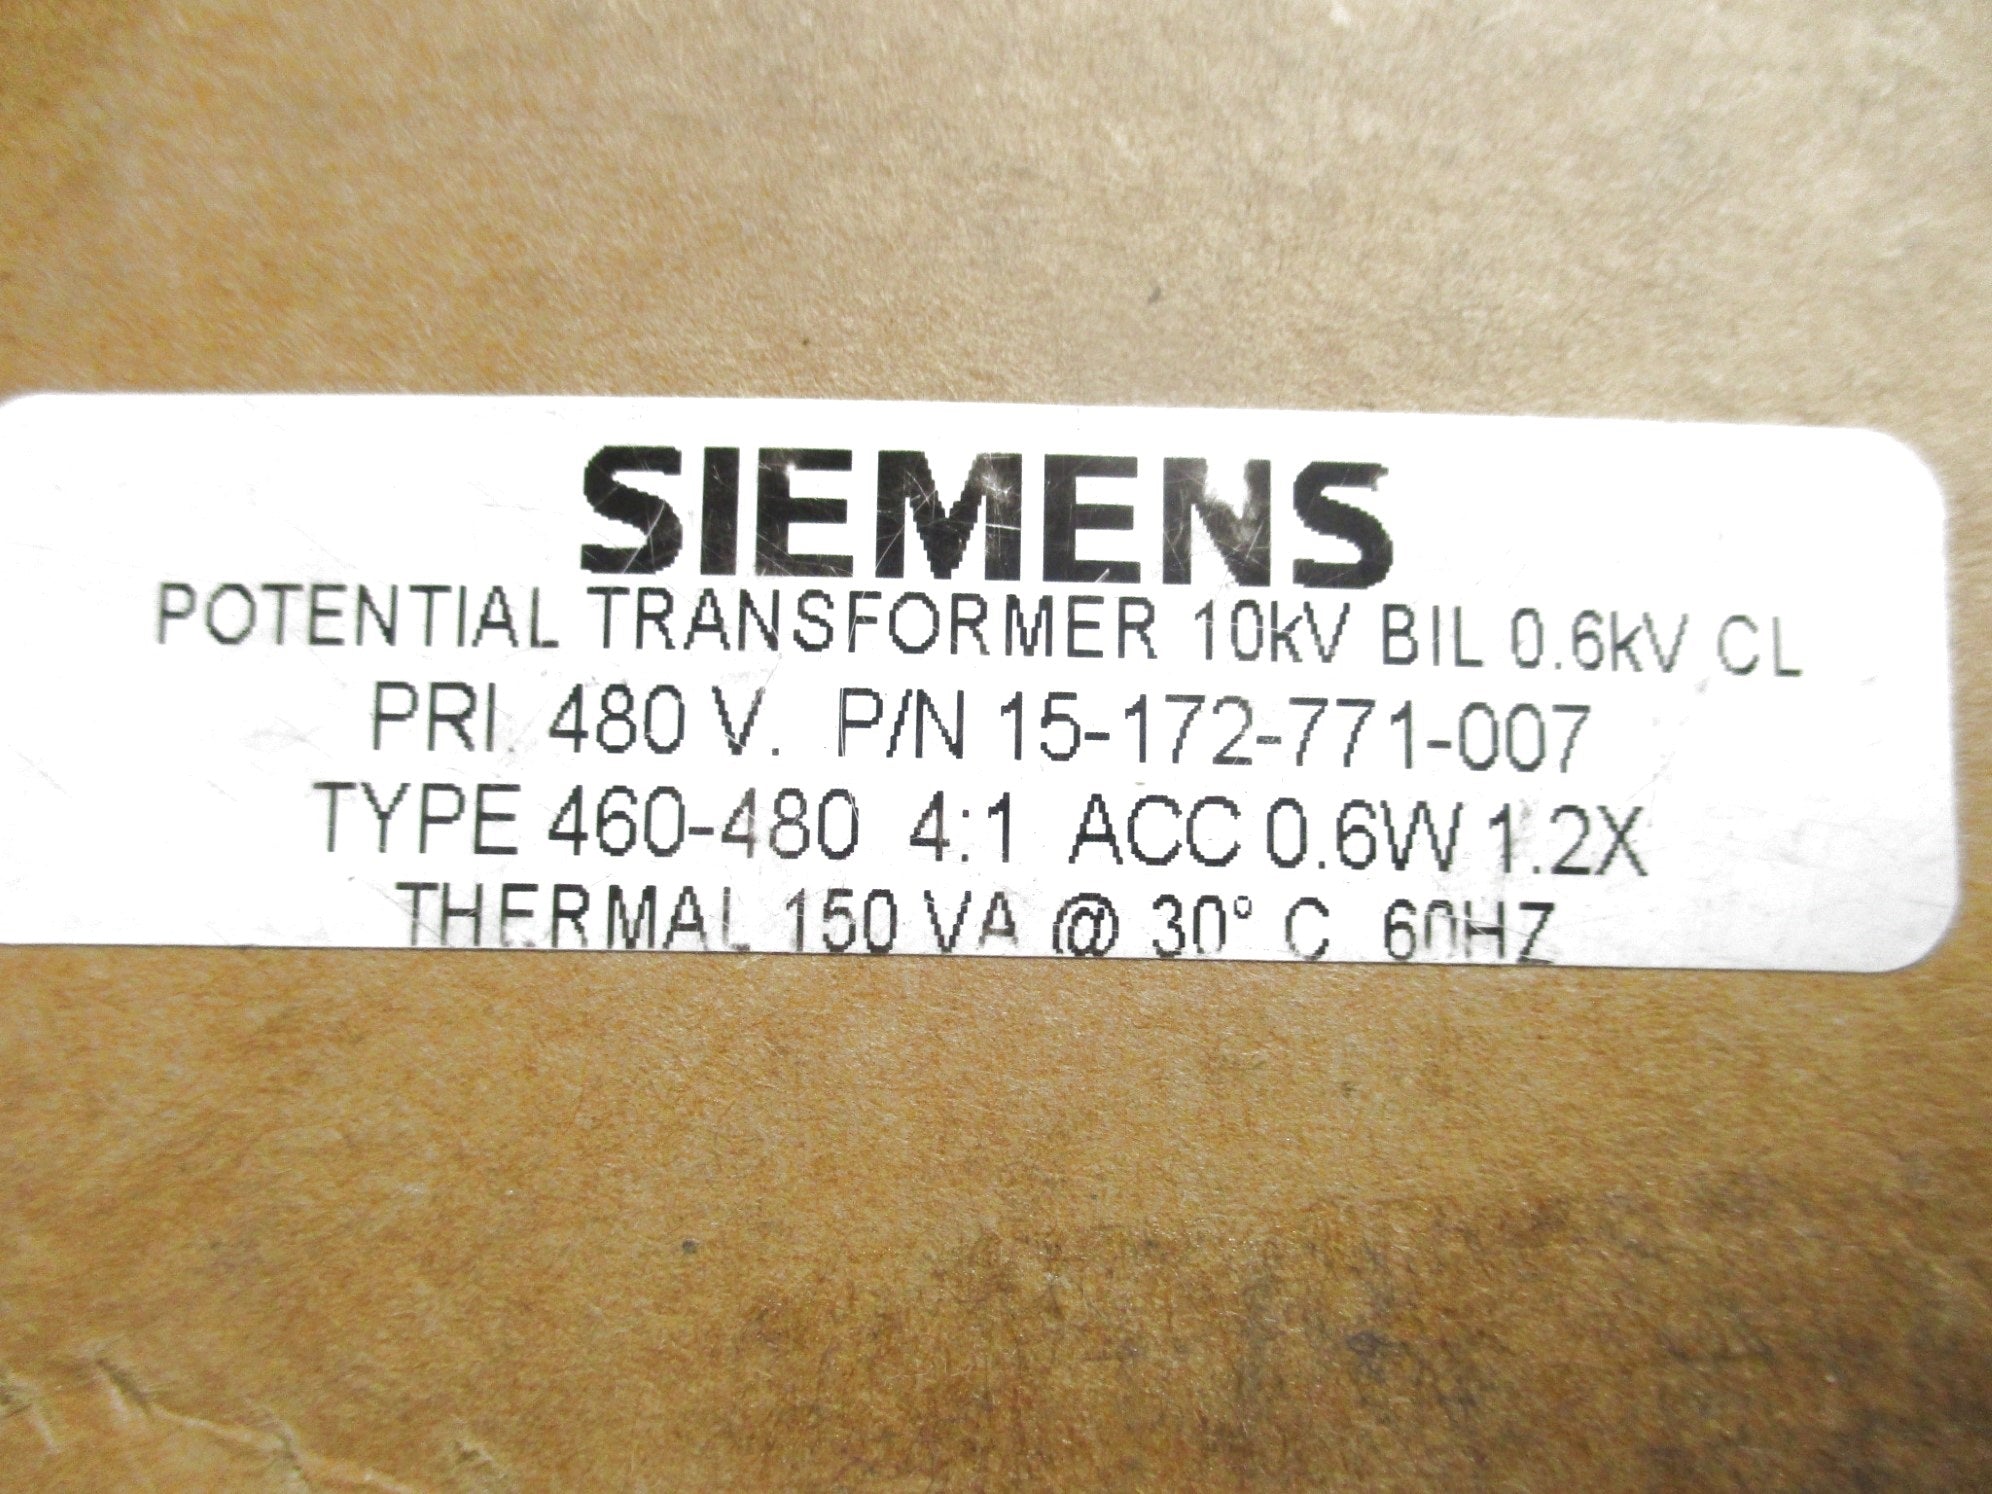 SIEMENS
POTENTIAL TRANSFORMER 10kV BIL 0.6kV CL
PRI. 480 V. P/N 15-172-771-007
TYPE 460-480 4:1 ACC 0.6W 1.2X
THERMAL 150 VA @ 30° C 60HZ